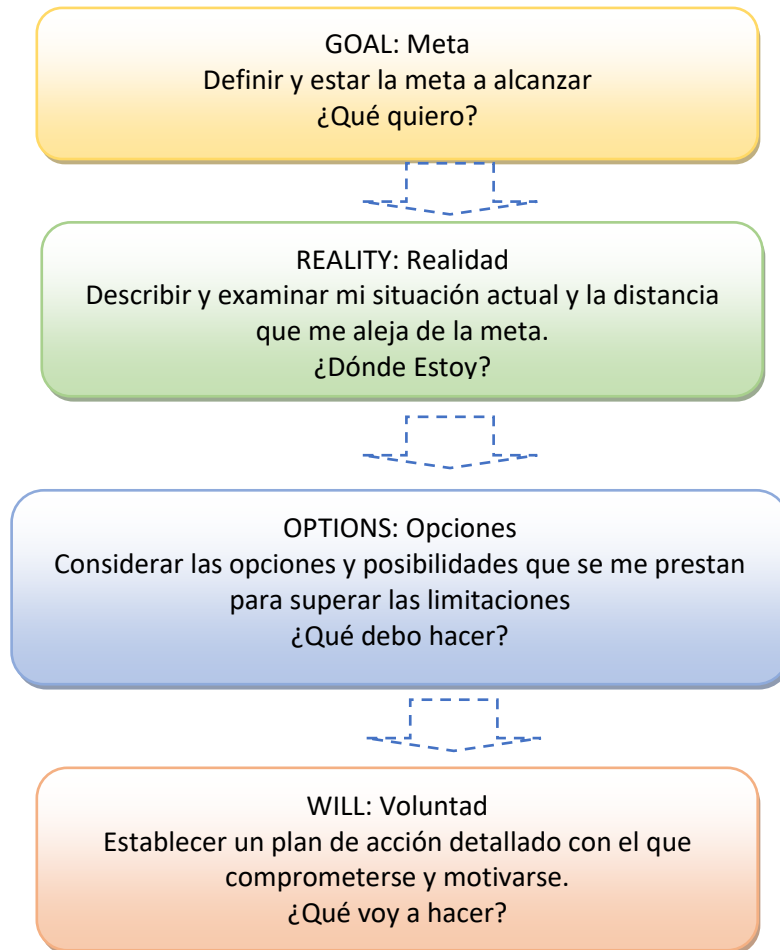 GOAL: Meta
Definir y estar la meta a alcanzar
¿Qué quiero?
REALITY: Realidad
Describir y examinar mi situación actual y la distancia
que me aleja de la meta.
¿Dónde Estoy?
OPTIONS: Opciones
Considerar las opciones y posibilidades que se me prestan
para superar las limitaciones
¿Qué debo hacer?
WILL: Voluntad
Establecer un plan de acción detallado con el que
comprometerse y motivarse.
¿Qué voy a hacer?